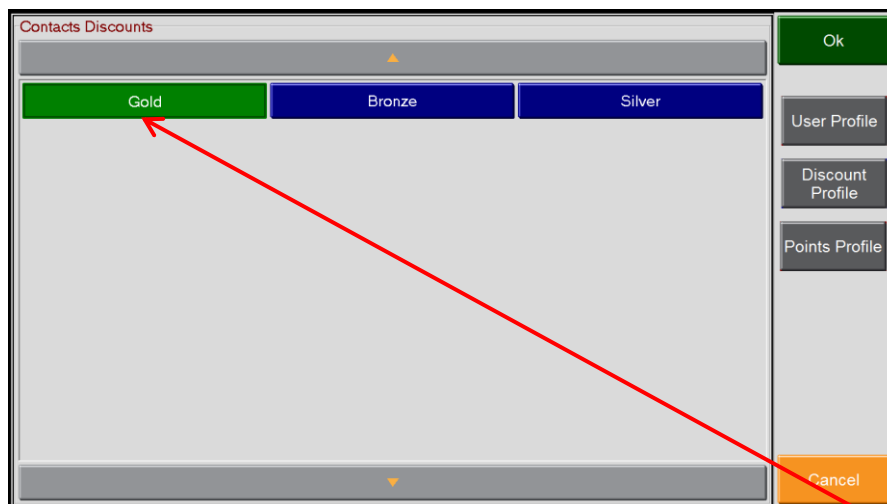 Contacts Discounts
Ok
Gold
Bronze
Silver
User Profile
Discount
Profile
Points Profile
Cancel